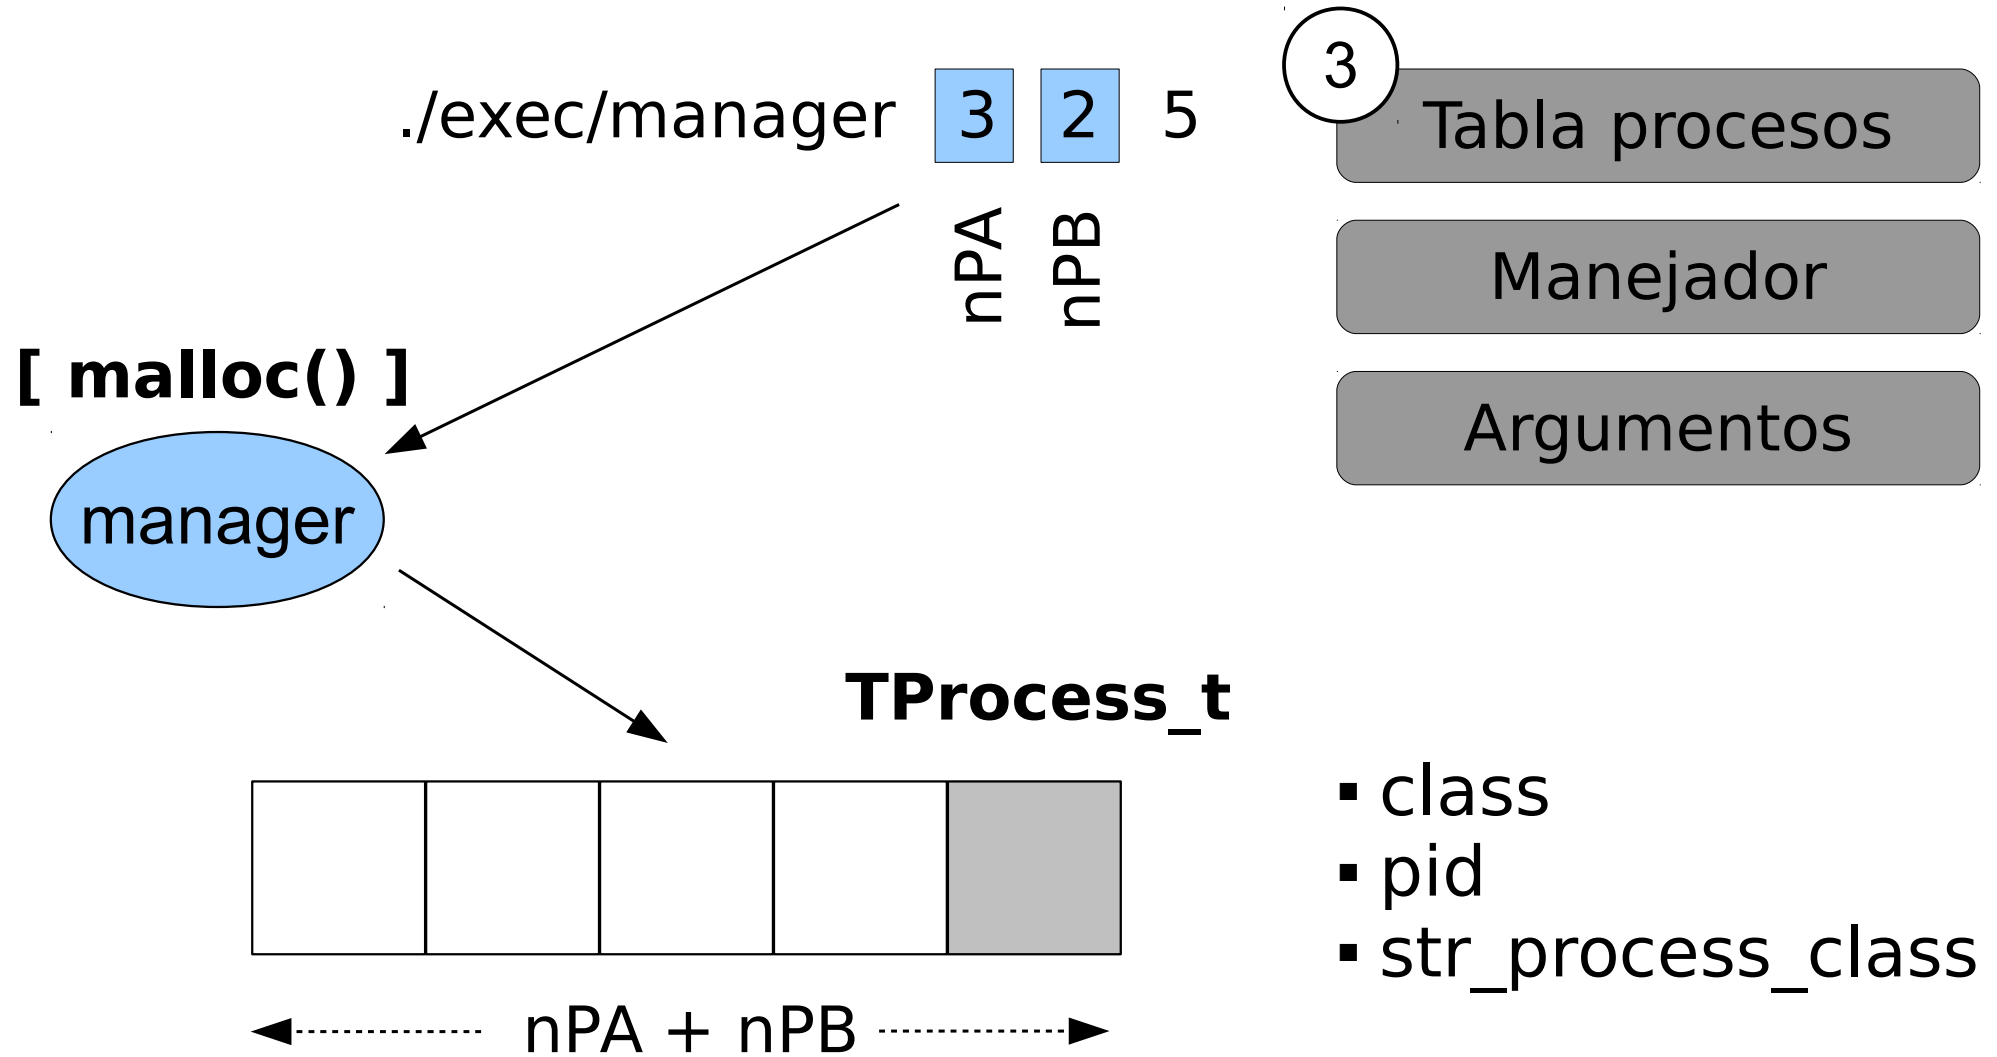 ./exec/manager 3 2 5
nPA
nPB
3
Tabla procesos
Manejador
Argumentos
[ malloc() ]
manager
TProcess_t
▪ class
▪ pid
▪ str_process_class
nPA + nPB